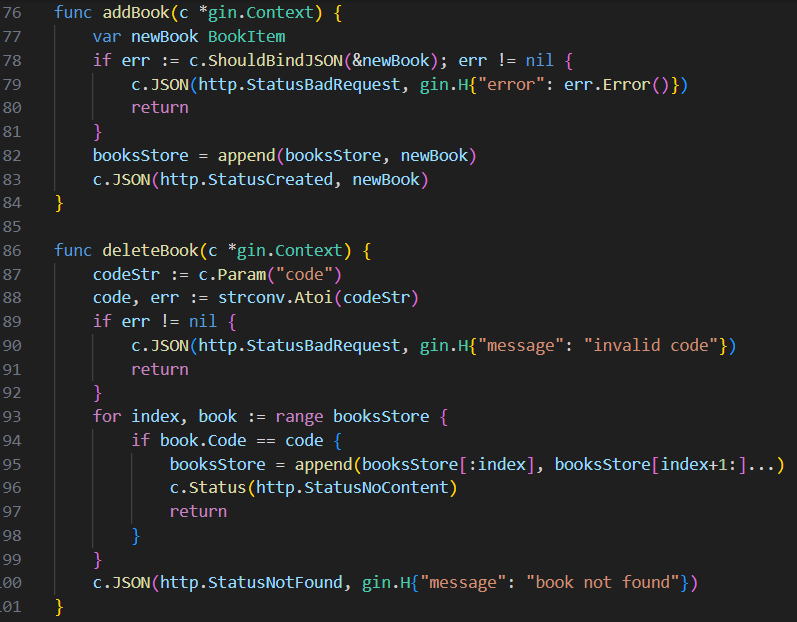 76 func addBook(c *gin.Context) {
77     var newBook BookItem
78     if err := c.ShouldBindJSON(&newBook); err != nil {
79         c.JSON(http.StatusBadRequest, gin.H{"error": err.Error()})
80         return
81     }
82     booksStore = append(booksStore, newBook)
83     c.JSON(http.StatusCreated, newBook)
84 }
85
86 func deleteBook(c *gin.Context) {
87     codeStr := c.Param("code")
88     code, err := strconv.Atoi(codeStr)
89     if err != nil {
90         c.JSON(http.StatusBadRequest, gin.H{"message": "invalid code"})
91         return
92     }
93     for index, book := range booksStore {
94         if book.Code == code {
95             booksStore = append(booksStore[:index], booksStore[index+1:]...)
96             c.Status(http.StatusNoContent)
97             return
98         }
99     }
100     c.JSON(http.StatusNotFound, gin.H{"message": "book not found"})
101 }